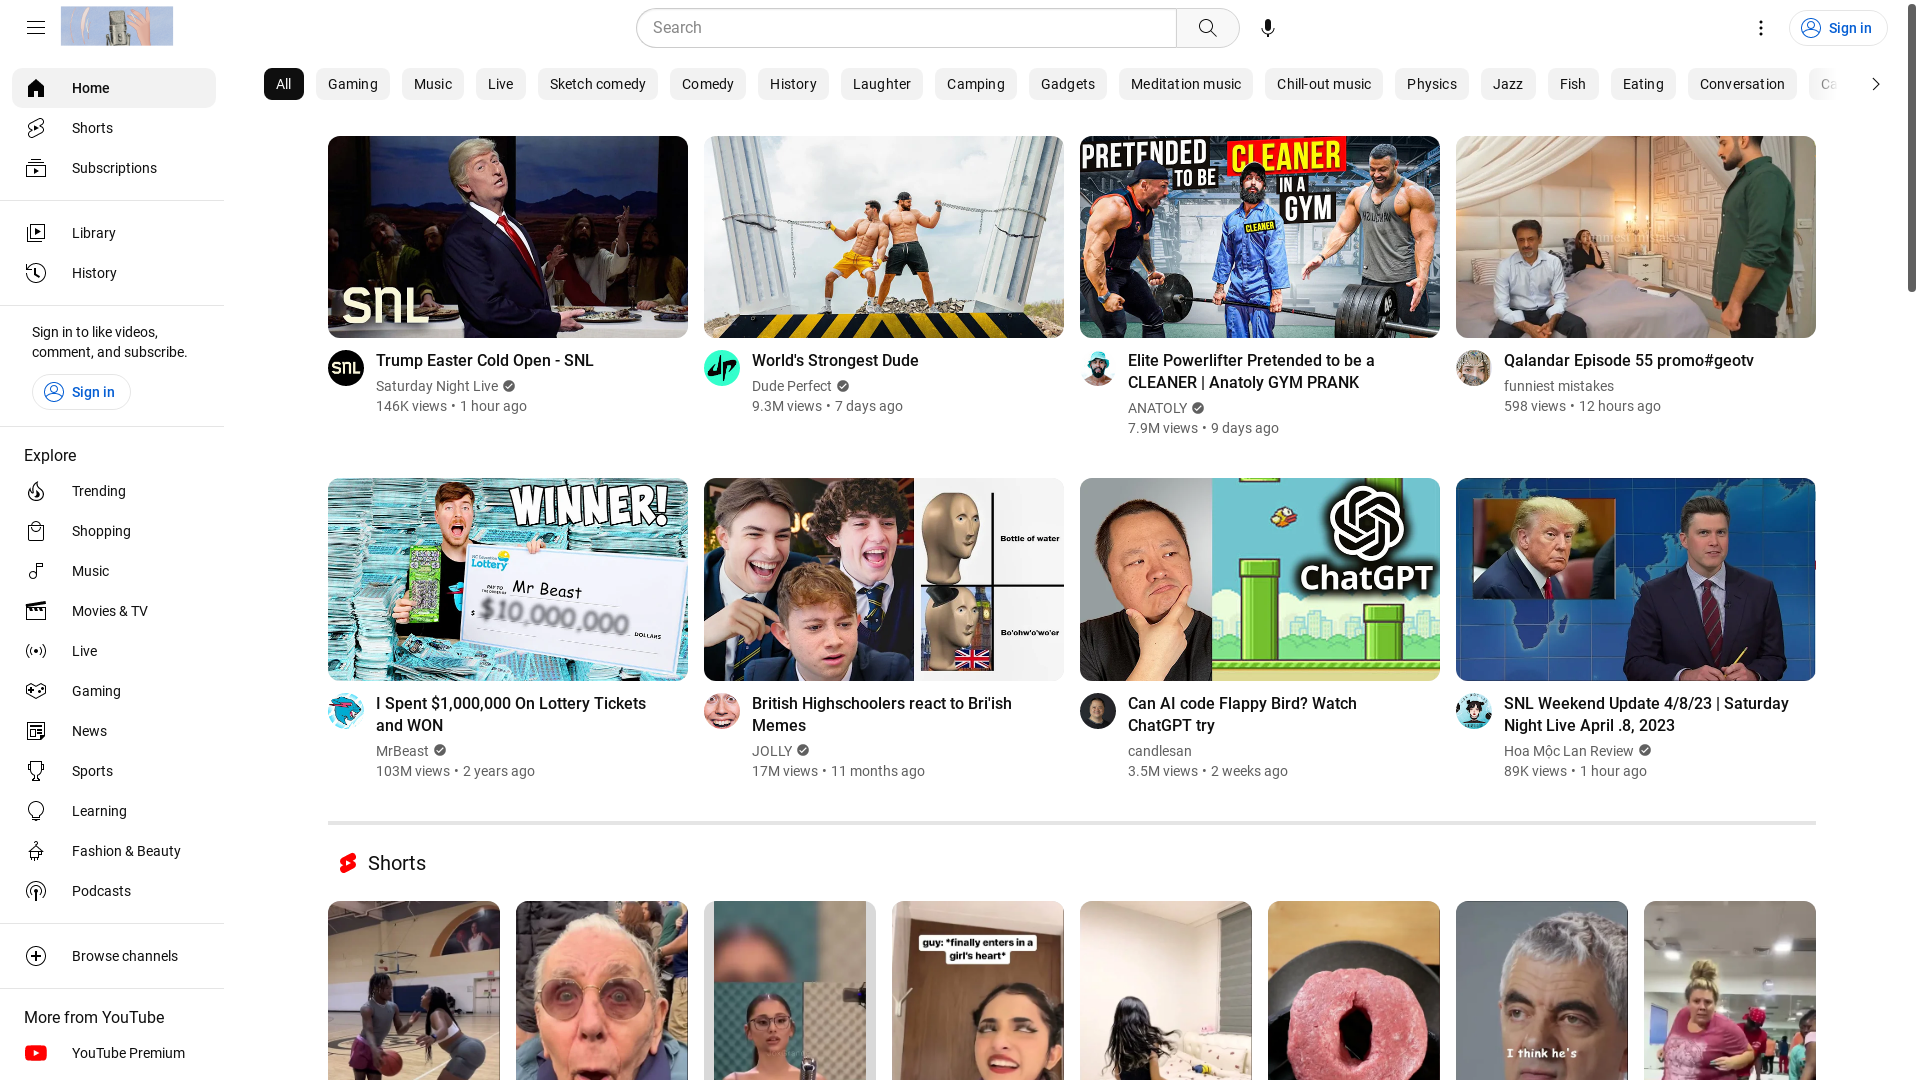 Search
Sign in
Home
Shorts
Subscriptions
Library
History
Sign in to like videos,
comment, and subscribe.
Sign in
Explore
Trending
Shopping
Music
Movies & TV
Live
Gaming
News
Sports
Learning
Fashion & Beauty
Podcasts
Browse channels
More from YouTube
YouTube Premium
All
Gaming
Music
Live
Sketch comedy
Comedy
History
Laughter
Camping
Gadgets
Meditation music
Chill-out music
Physics
Jazz
Fish
Eating
Conversation
Ca
SNL
SNL
Trump Easter Cold Open - SNL
Saturday Night Live
146K views • 1 hour ago
World's Strongest Dude
Dude Perfect
9.3M views • 7 days ago
PRETENDED CLEANER
TO BE IN A
GYM
CLEANER
45
Elite Powerlifter Pretended to be a
CLEANER | Anatoly GYM PRANK
ANATOLY
7.9M views • 9 days ago
Qalandar Episode 55 promo#geotv
funniest mistakes
598 views • 12 hours ago
WINNER!
NC Education
Lottery
PAY TO
THE ORDER OF
Mr Beast
$ $10,000,000
DOLLARS
I Spent $1,000,000 On Lottery Tickets
and WON
MrBeast
103M views • 2 years ago
Bottle of water
Bo'ohw'o'wo'er
British Highschoolers react to Bri'ish
Memes
JOLLY
17M views • 11 months ago
ChatGPT
Can AI code Flappy Bird? Watch
ChatGPT try
candlesan
3.5M views • 2 weeks ago
SNL Weekend Update 4/8/23 | Saturday
Night Live April .8, 2023
Hoa Mộc Lan Review
89K views • 1 hour ago
Shorts
guy: *finally enters in a
girl's heart*
I think he's